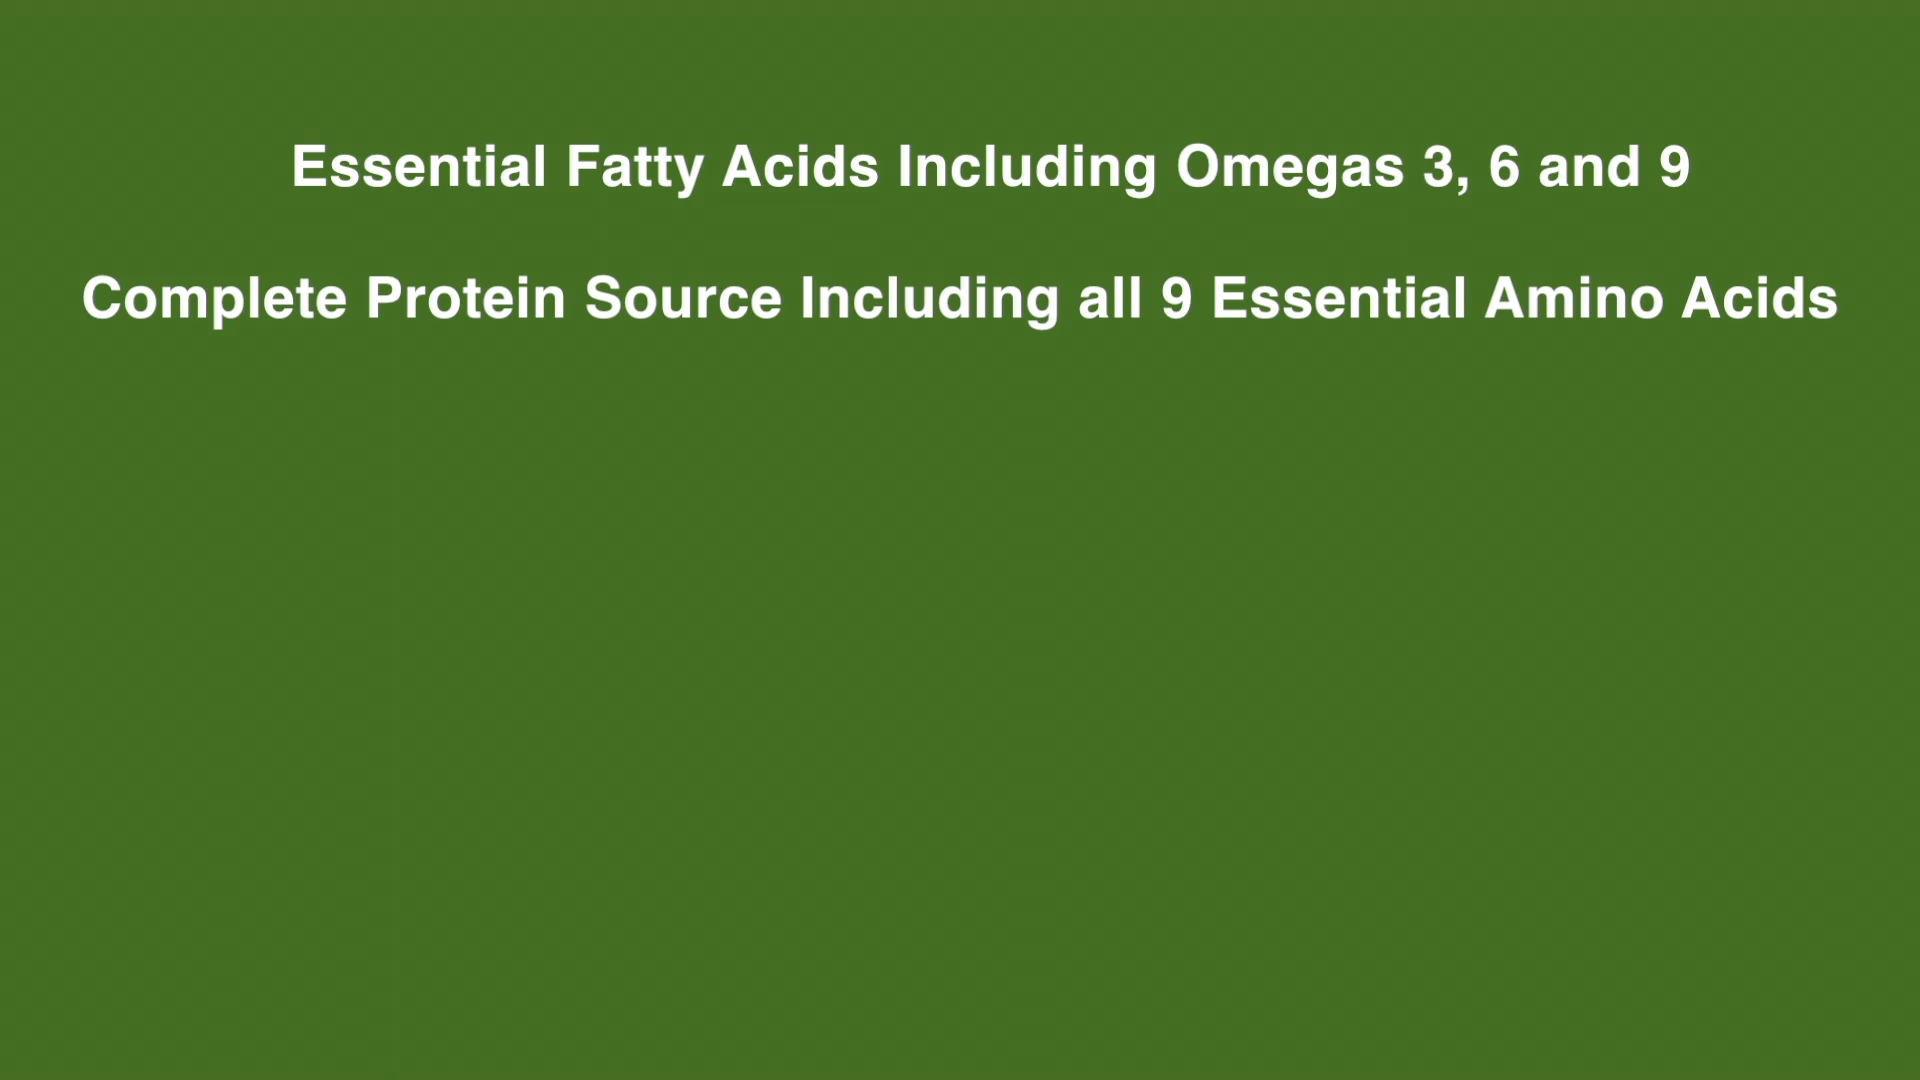 Essential Fatty Acids Including Omegas 3, 6 and 9
Complete Protein Source Including all 9 Essential Amino Acids